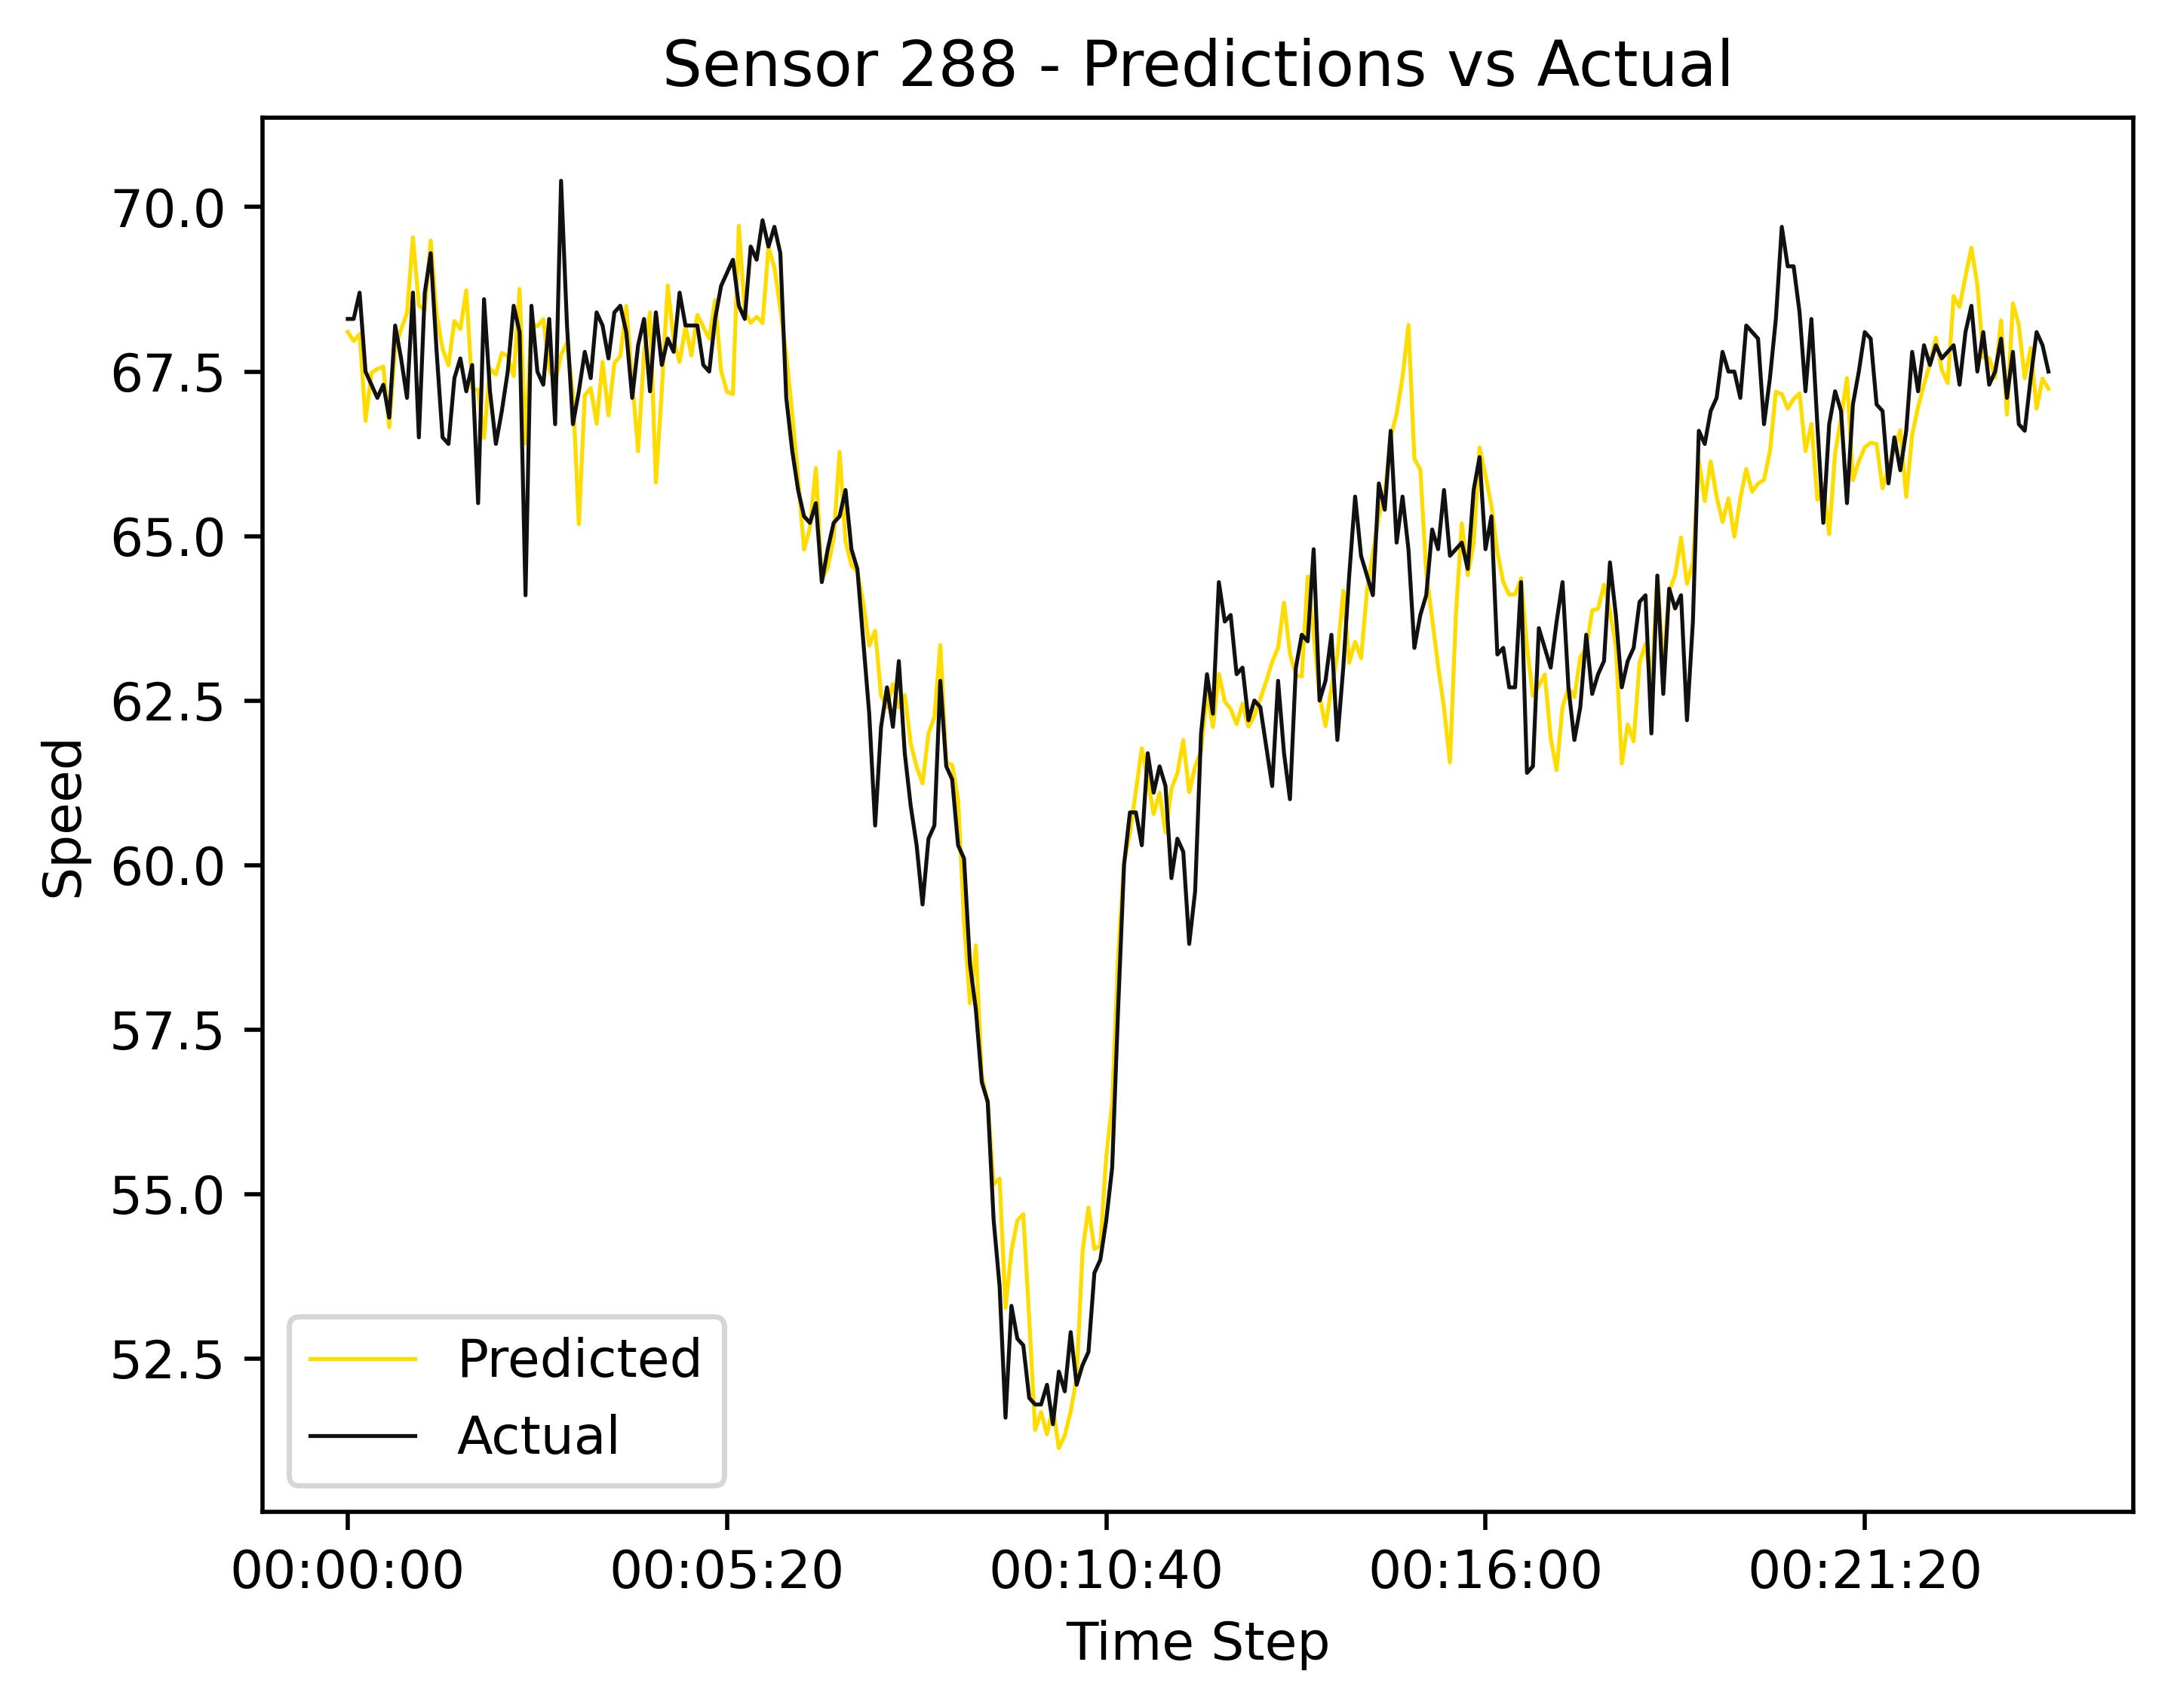 Sensor 288 - Predictions vs Actual
70.0
67.5
65.0
62.5
60.0
57.5
55.0
52.5
Speed
Predicted
Actual
00:00:00 00:05:20 00:10:40 00:16:00 00:21:20
Time Step